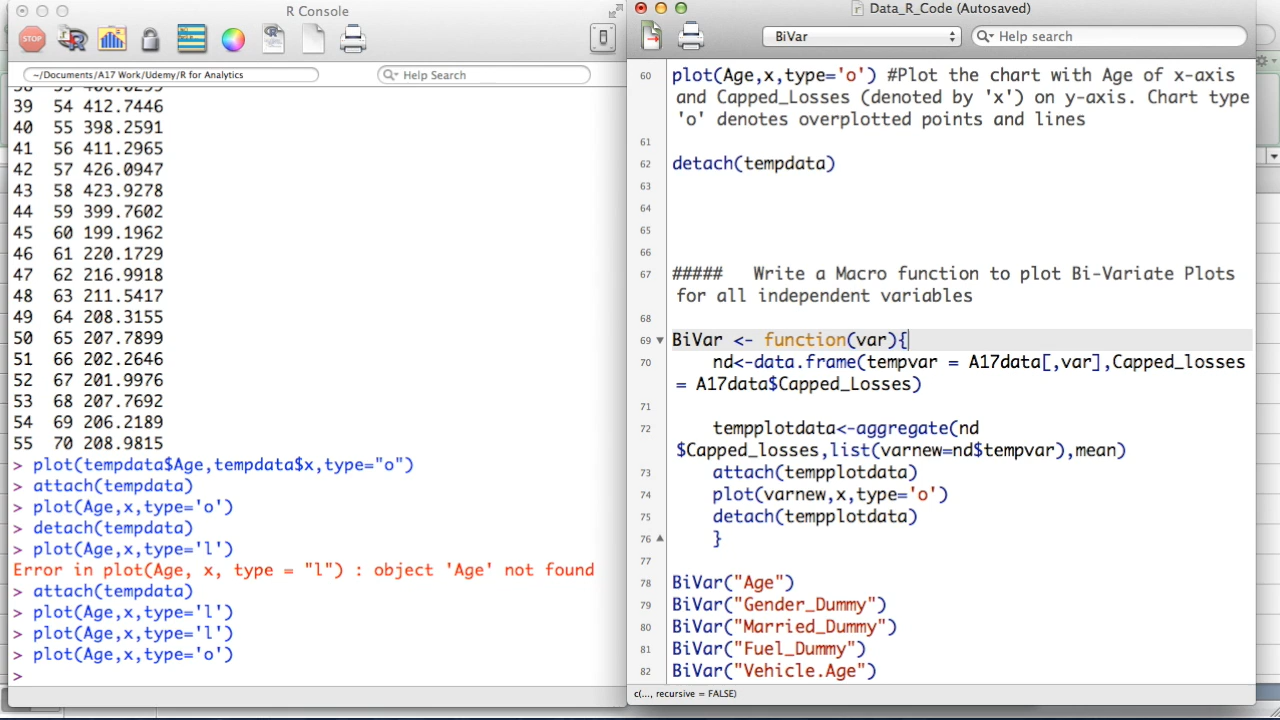 R Console
STOP
~/Documents/A17 Work/Udemy/R for Analytics
Help Search
39 54 412.7446
40 55 398.2591
41 56 411.2965
42 57 426.0947
43 58 423.9278
44 59 399.7602
45 60 199.1962
46 61 220.1729
47 62 216.9918
48 63 211.5417
49 64 208.3155
50 65 207.7899
51 66 202.2646
52 67 201.9976
53 68 207.7692
54 69 206.2189
55 70 208.9815
> plot(tempdata$Age,tempdata$x,type="o")
> attach(tempdata)
> plot(Age,x,type='o')
> detach(tempdata)
> plot(Age,x,type='l')
Error in plot(Age, x, type = "l") : object 'Age' not found
> attach(tempdata)
> plot(Age,x,type='l')
> plot(Age,x,type='l')
> plot(Age,x,type='o')
>
Data_R_Code (Autosaved)
BiVar
Help search
60 plot(Age,x,type='o') #Plot the chart with Age of x-axis
and Capped_Losses (denoted by 'x') on y-axis. Chart type
'o' denotes overplotted points and lines
61
62 detach(tempdata)
63
64
65
66
67 ##### Write a Macro function to plot Bi-Variate Plots
for all independent variables
68
69 BiVar <- function(var){
70 nd<-data.frame(tempvar = A17data[,var],Capped_losses
= A17data$Capped_Losses)
71
72 tempplotdata<-aggregate(nd
$Capped_losses,list(varnew=nd$tempvar),mean)
73 attach(tempplotdata)
74 plot(varnew,x,type='o')
75 detach(tempplotdata)
76 }
77
78 BiVar("Age")
79 BiVar("Gender_Dummy")
80 BiVar("Married_Dummy")
81 BiVar("Fuel_Dummy")
82 BiVar("Vehicle.Age")
c(..., recursive = FALSE)